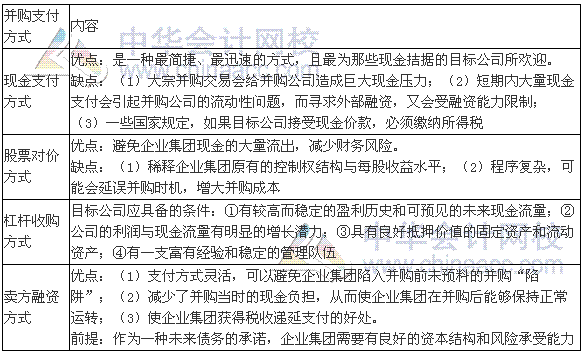 并购支付方式
内容
现金支付方式
优点：是一种最简捷、最迅速的方式，且最为那些现金拮据的目标公司所欢迎。
缺点：（1）大宗并购交易会给并购公司造成巨大现金压力；（2）短期内大量现金
支付会引起并购公司的流动性问题，而寻求外部融资，又会受融资能力限制；
（3）一些国家规定，如果目标公司接受现金价款，必须缴纳所得税
股票对价方式
优点：避免企业集团现金的大量流出，减少财务风险。
缺点：（1）稀释企业集团原有的控制权结构与每股收益水平；（2）程序复杂，可
能会延误并购时机，增大并购成本
杠杆收购方式
目标公司应具备的条件：①有较高而稳定的盈利历史和可预见的未来现金流量；②
公司的利润与现金流量有明显的增长潜力；③具有良好抵押价值的固定资产和流动
资产；④有一支富有经验和稳定的管理队伍
卖方融资方式
优点：（1）支付方式灵活，可以避免企业集团陷入并购前未预料的并购“陷
阱”；（2）减少了并购当时的现金负担，从而使企业集团在并购后能够保持正常
运转；（3）使企业集团获得税收递延支付的好处。
前提：作为一种未来债务的承诺，企业集团需要有良好的资本结构和风险承受能力
中华会计网校
中华会计网校